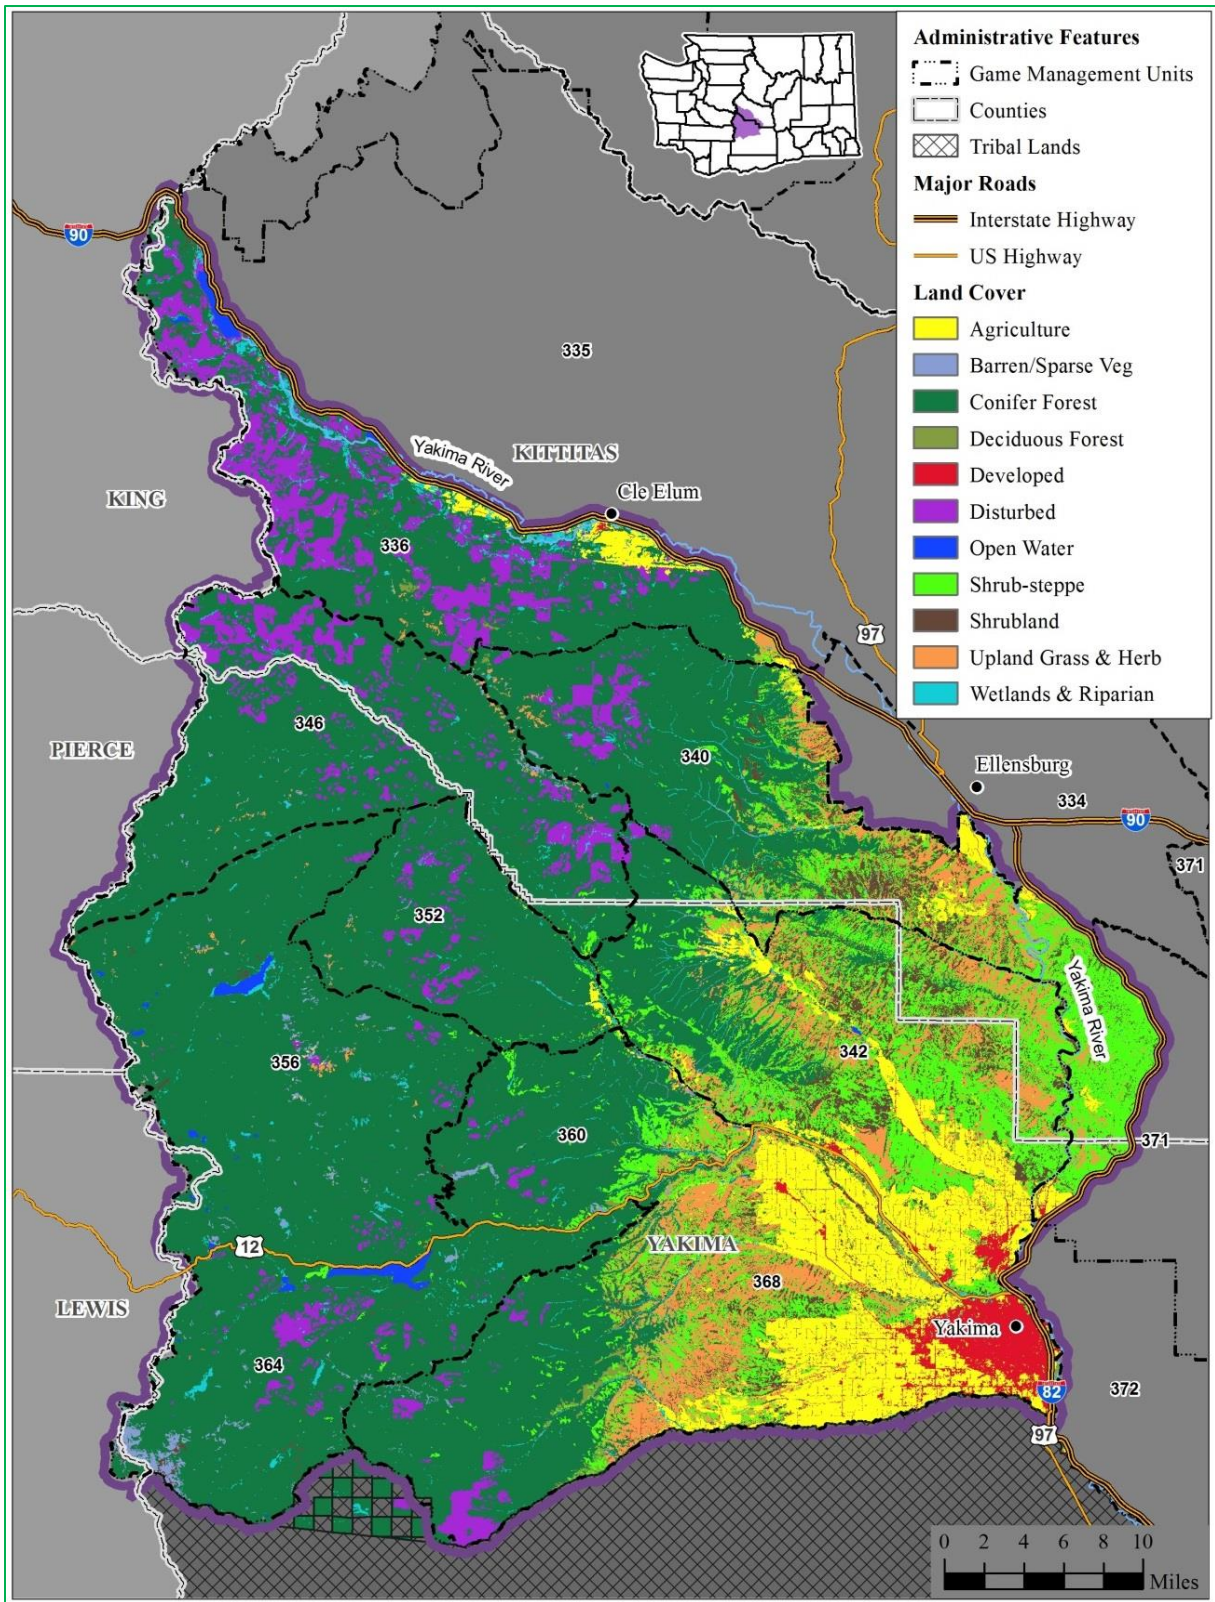 Administrative Features
Game Management Units
Counties
Tribal Lands
Major Roads
Interstate Highway
US Highway
Land Cover
Agriculture
Barren/Sparse Veg
Conifer Forest
Deciduous Forest
Developed
Disturbed
Open Water
Shrub-steppe
Shrubland
Upland Grass & Herb
Wetlands & Riparian
90
335
KITTITAS
Yakima River
Cle Elum
KING
336
97
346
PIERCE
340
Ellensburg
334
90
371
352
Yakima River
356
342
360
371
12
YAKIMA
368
LEWIS
Yakima
364
82
372
97
0 2 4 6 8 10
Miles